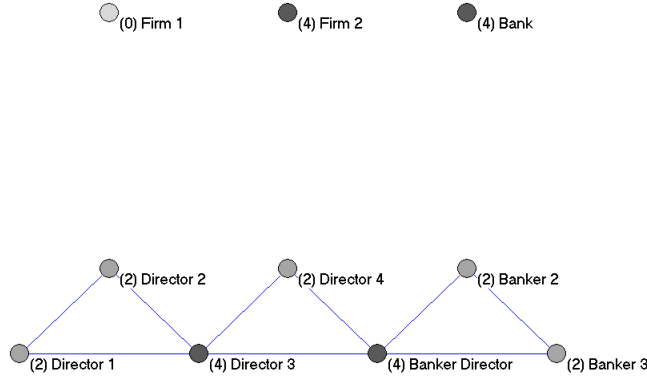 (0) Firm 1
(4) Firm 2
(4) Bank
(2) Director 2
(2) Director 4
(2) Banker 2
(2) Director 1
(4) Director 3
(4) Banker Director
(2) Banker 3